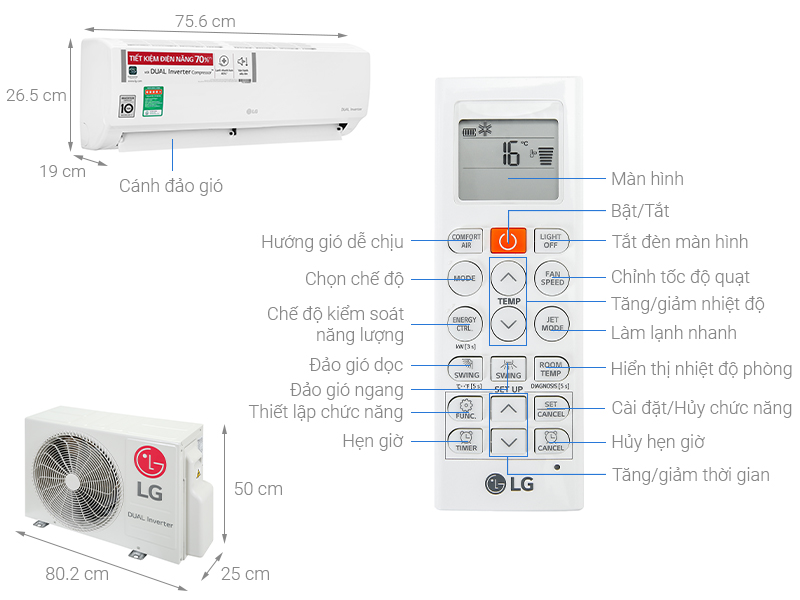 75.6 cm
26.5 cm
19 cm
TIẾT KIỆM ĐIỆN NĂNG 70%
DUAL Inverter Compressor
LG
DUAL Inverter
Cánh đảo gió
16 °C
Màn hình
Bật/Tắt
COMFORT
AIR
LIGHT
OFF
Hướng gió dễ chịu
Tắt đèn màn hình
MODE
FAN
SPEED
Chọn chế độ
Chỉnh tốc độ quạt
TEMP
Tăng/giảm nhiệt độ
Chế độ kiểm soát
năng lượng
ENERGY
CTRL.
JET
MODE
Làm lạnh nhanh
kW [3 s]
Đảo gió dọc
SWING
SWING
ROOM
TEMP
Hiển thị nhiệt độ phòng
°C↔°F [5 s]
SET UP
DIAGNOSIS [5 s]
Đảo gió ngang
Thiết lập chức năng
FUNC.
SET
CANCEL
Cài đặt/Hủy chức năng
Hẹn giờ
TIMER
CANCEL
Hủy hẹn giờ
Tăng/giảm thời gian
LG
LG
DUAL Inverter
50 cm
80.2 cm
25 cm